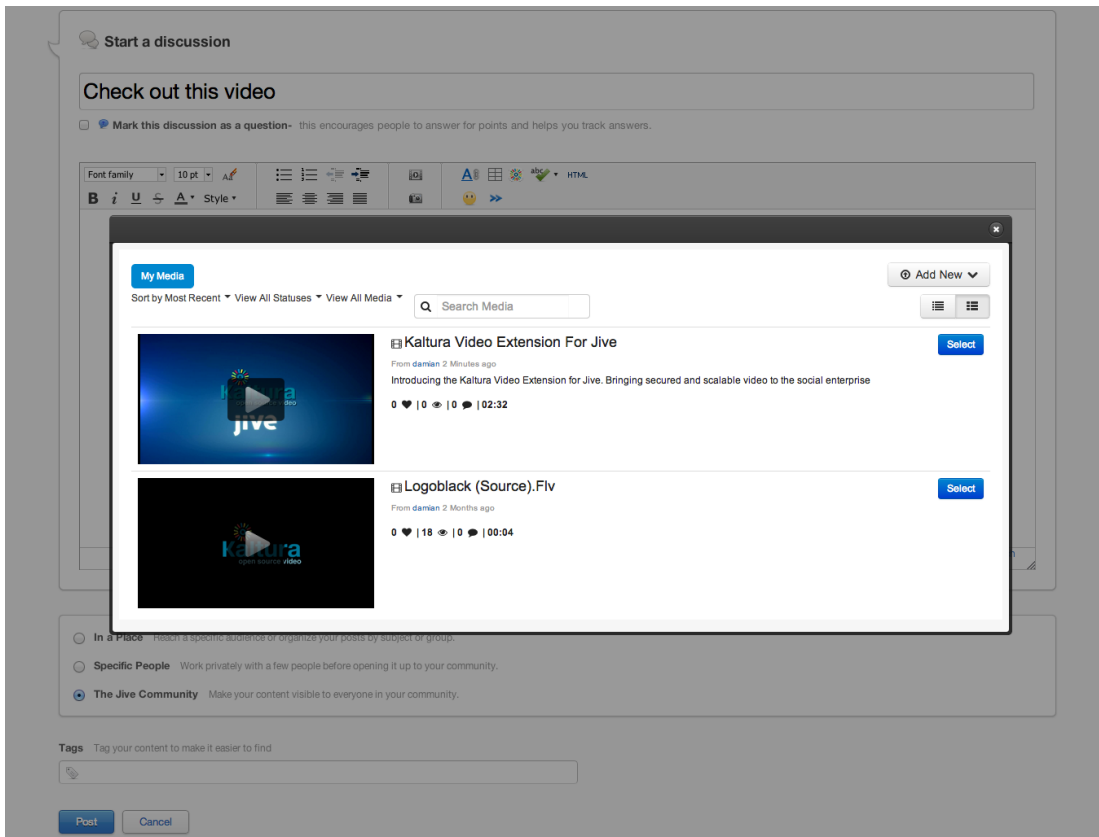 Start a discussion
Check out this video
Mark this discussion as a question- this encourages people to answer for points and helps you track answers.
Font family 10 pt HTML
B i U S A Style
My Media
Add New
Sort by Most Recent View All Statuses View All Media
Search Media
Kaltura Video Extension For Jive
Select
From damian 2 Minutes ago
Introducing the Kaltura Video Extension for Jive. Bringing secured and scalable video to the social enterprise
0 | 0 | 0 | 02:32
Kaltura
video
jive
Logoblack (Source).Flv
Select
From damian 2 Months ago
0 | 18 | 0 | 00:04
Kaltura
open source video
In a Place Reach a specific audience or organize your posts by subject or group.
Specific People Work privately with a few people before opening it up to your community.
The Jive Community Make your content visible to everyone in your community.
Tags Tag your content to make it easier to find
Post Cancel